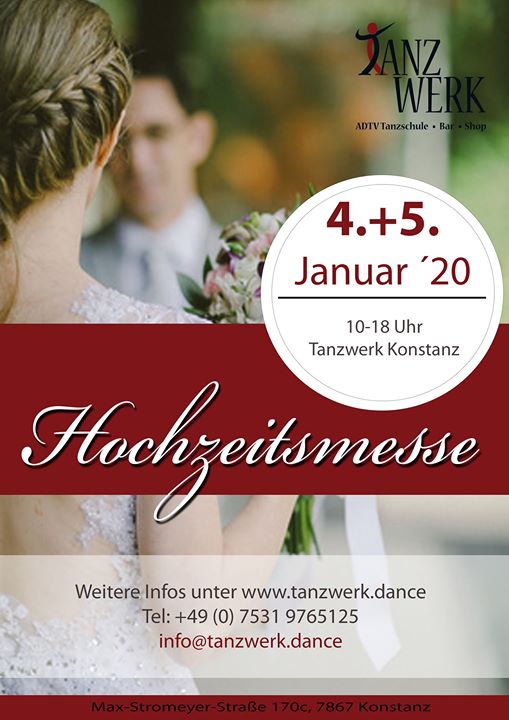 TANZ
WERK
ADTV Tanzschule • Bar • Shop
4.+5.
Januar ´20
10-18 Uhr
Tanzwerk Konstanz
Hochzeitsmesse
Weitere Infos unter www.tanzwerk.dance
Tel: +49 (0) 7531 9765125
info@tanzwerk.dance
Max-Stromeyer-Straße 170c, 7867 Konstanz